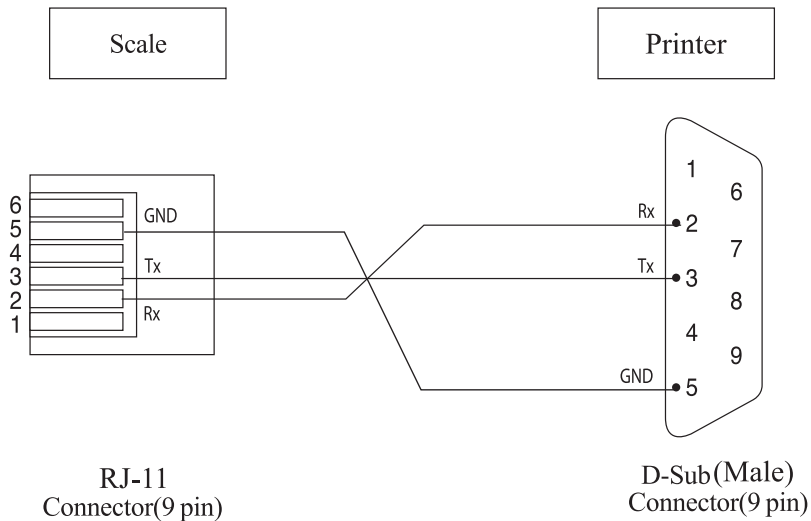 Scale
Printer
6
5
4
3
2
1
GND
Tx
Rx
Rx
Tx
GND
1
2
3
4
5
6
7
8
9
RJ-11
Connector(9 pin)
D-Sub(Male)
Connector(9 pin)